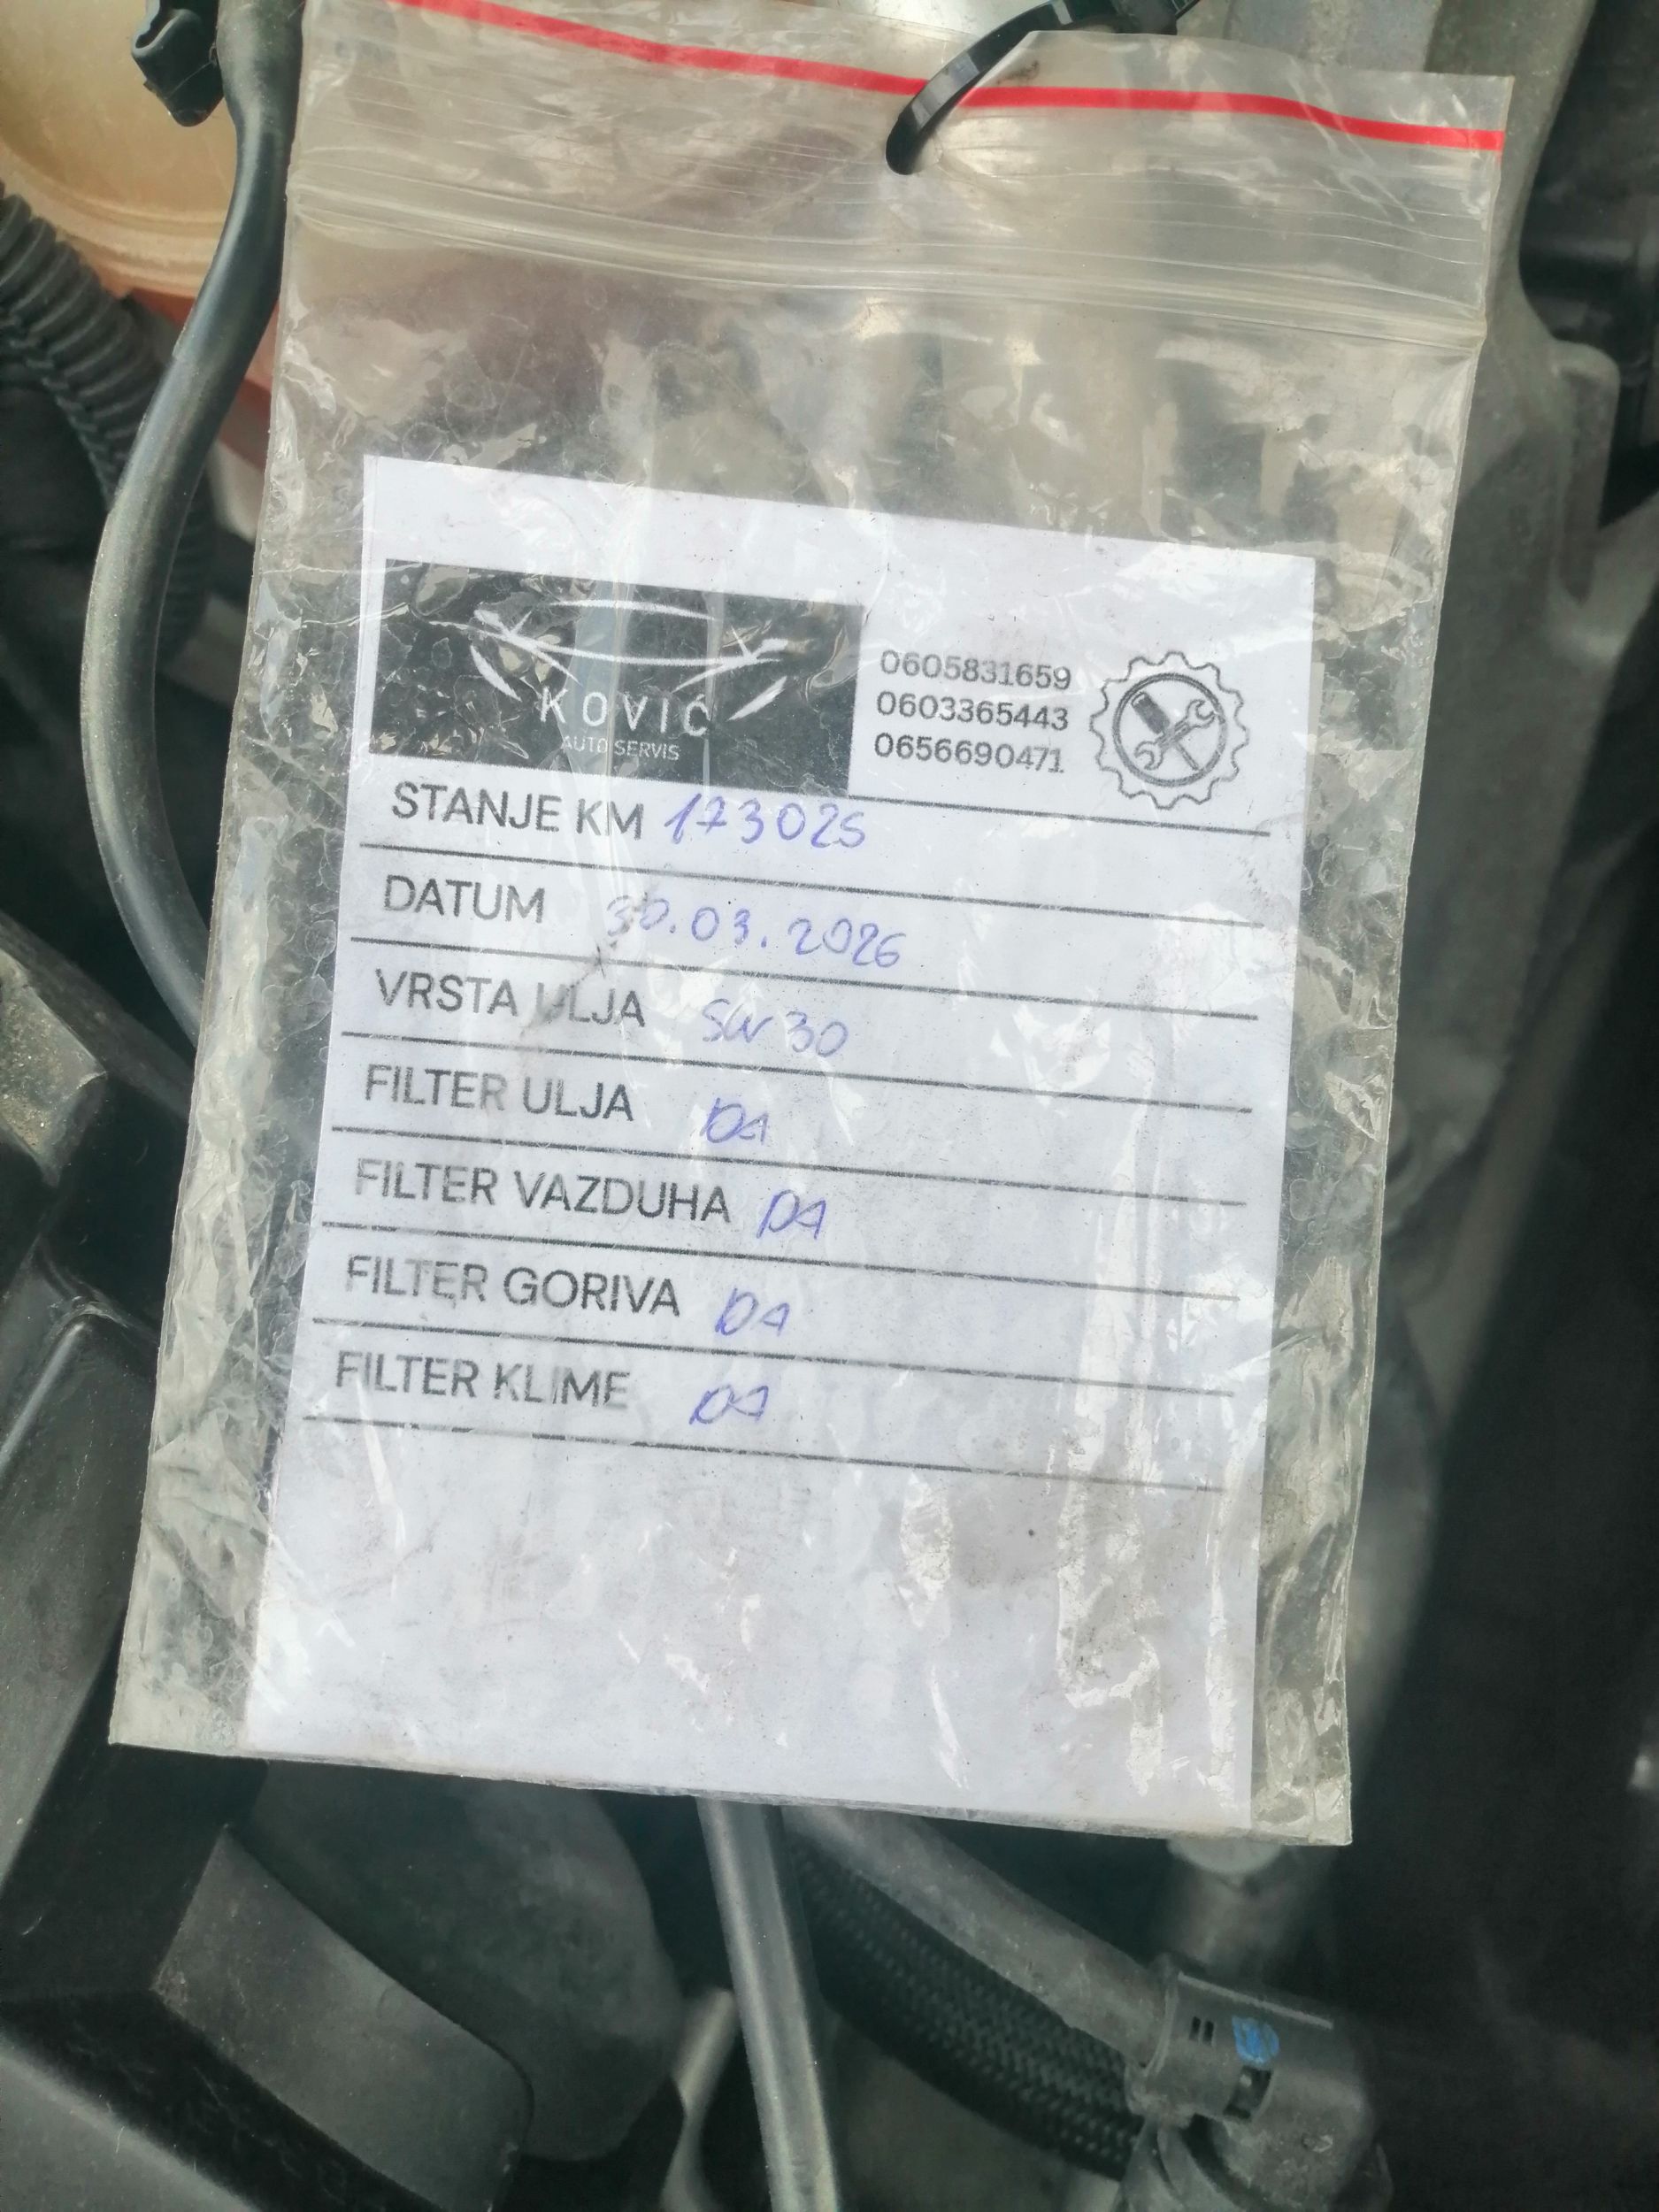 KOVIĆ
AUTO SERVIS
0605831659
0603365443
0656690471
STANJE KM 173025
DATUM 30.03.2026
VRSTA ULJA 5W30
FILTER ULJA DA
FILTER VAZDUHA DA
FILTER GORIVA DA
FILTER KLIME DA